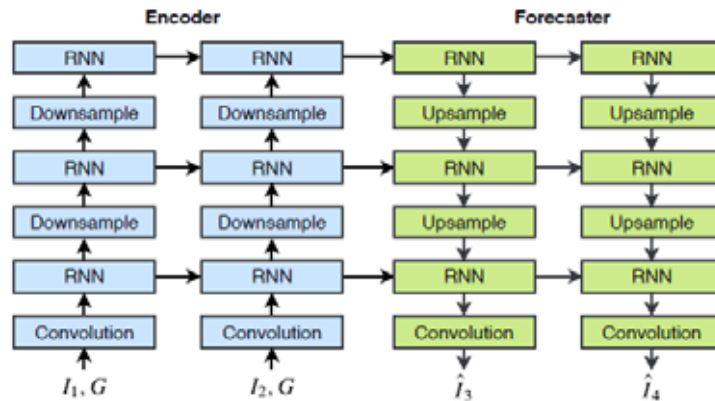 Encoder Forecaster
RNN RNN RNN RNN
Downsample Downsample Upsample Upsample
RNN RNN RNN RNN
Downsample Downsample Upsample Upsample
RNN RNN RNN RNN
Convolution Convolution Convolution Convolution
I₁, G I₂, G Î₃ Î₄